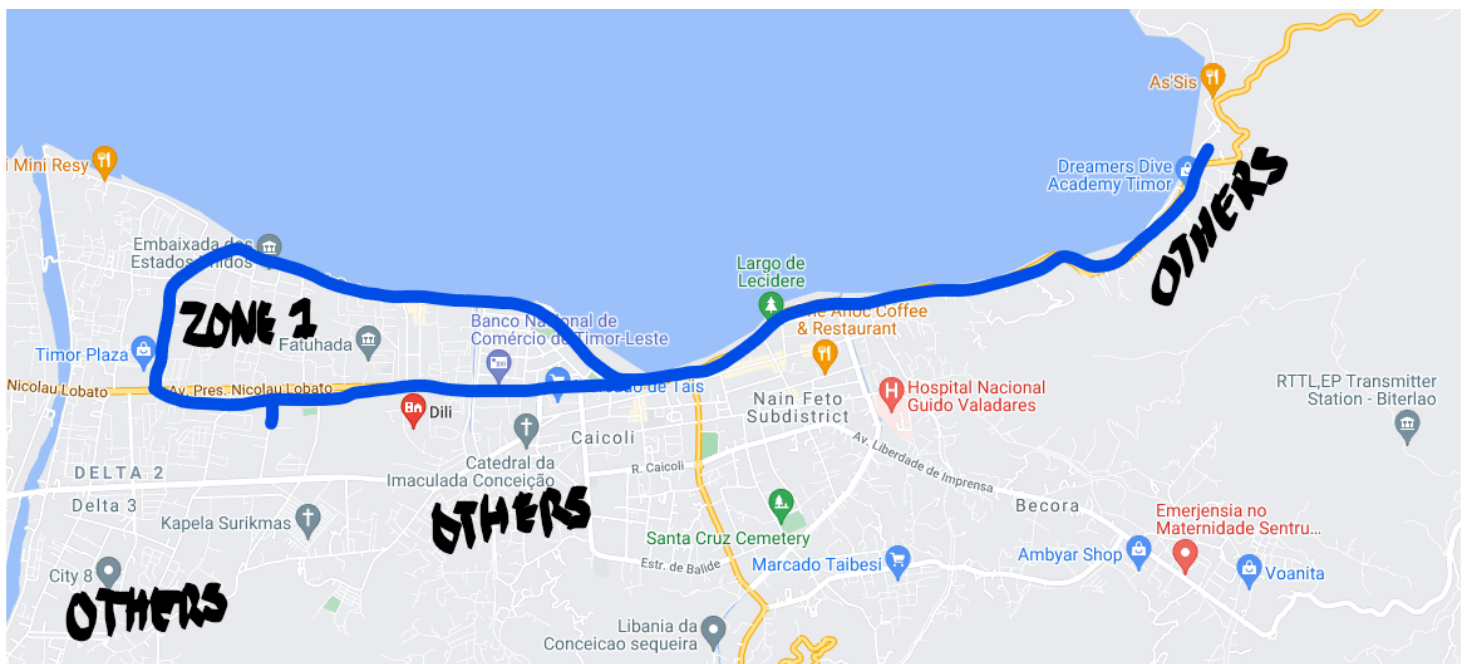 As'Sis
i Mini Resy
Dreamers Dive
Academy Timor
OTHERS
Embaixada dos
Estados Unidos
Largo de
Lecidere
ZONE 1
Fatuhada
Banco Nacional de
Comércio de Timor-Leste
Ahoc Coffee
& Restaurant
Timor Plaza
Nicolau Lobato
Av. Pres. Nicolau Lobato
de Tais
Dili
Nain Feto
Subdistrict
Hospital Nacional
Guido Valadares
RTTL,EP Transmitter
Station - Biterlao
Caicoli
Av. Liberdade de Imprensa
DELTA 2
Delta 3
Catedral da
Imaculada Conceição
R. Caicoli
OTHERS
Kapela Surikmas
Santa Cruz Cemetery
Becora
Emerjensia no
Maternidade Sentru...
Estr. de Balide
Marcado Taibesi
Ambyar Shop
Voanita
City 8
OTHERS
Libania da
Conceicao sequeira